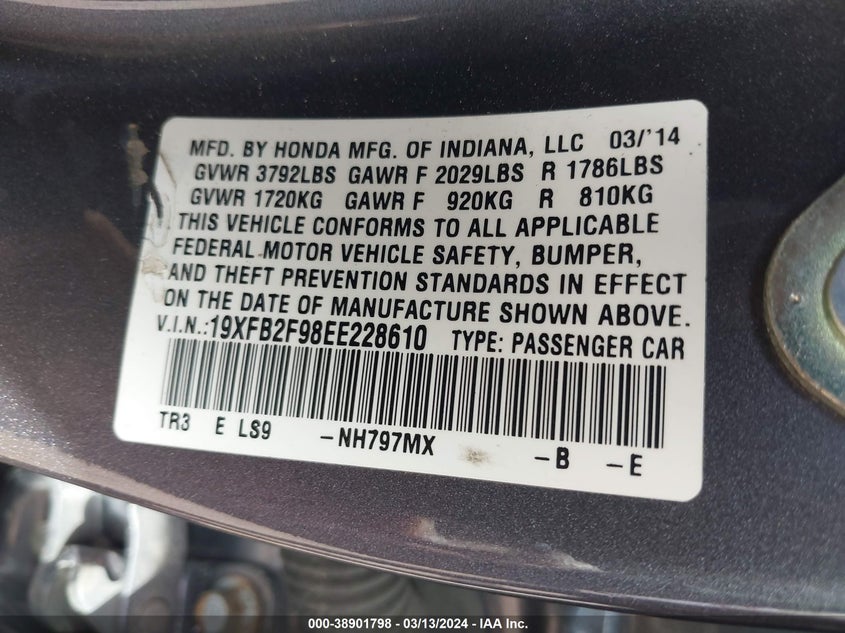 MFD. BY HONDA MFG. OF INDIANA, LLC 03/'14
GVWR 3792LBS GAWR F 2029LBS R 1786LBS
GVWR 1720KG GAWR F 920KG R 810KG
THIS VEHICLE CONFORMS TO ALL APPLICABLE
FEDERAL MOTOR VEHICLE SAFETY, BUMPER,
AND THEFT PREVENTION STANDARDS IN EFFECT
ON THE DATE OF MANUFACTURE SHOWN ABOVE.
V.I.N.:19XFB2F98EE228610 TYPE: PASSENGER CAR
TR3 E LS9 -NH797MX -B -E
000-38901798 - 03/13/2024 - IAA Inc.